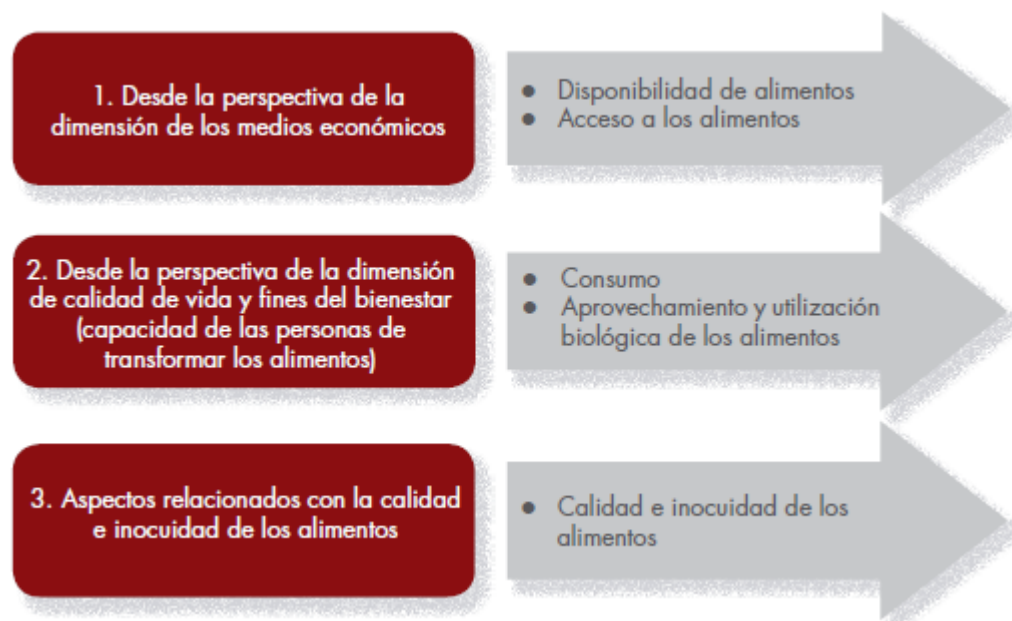 1. Desde la perspectiva de la
dimensión de los medios económicos
● Disponibilidad de alimentos
● Acceso a los alimentos
2. Desde la perspectiva de la dimensión
de calidad de vida y fines del bienestar
(capacidad de las personas de
transformar los alimentos)
● Consumo
● Aprovechamiento y utilización
biológica de los alimentos
3. Aspectos relacionados con la calidad
e inocuidad de los alimentos
● Calidad e inocuidad de los
alimentos